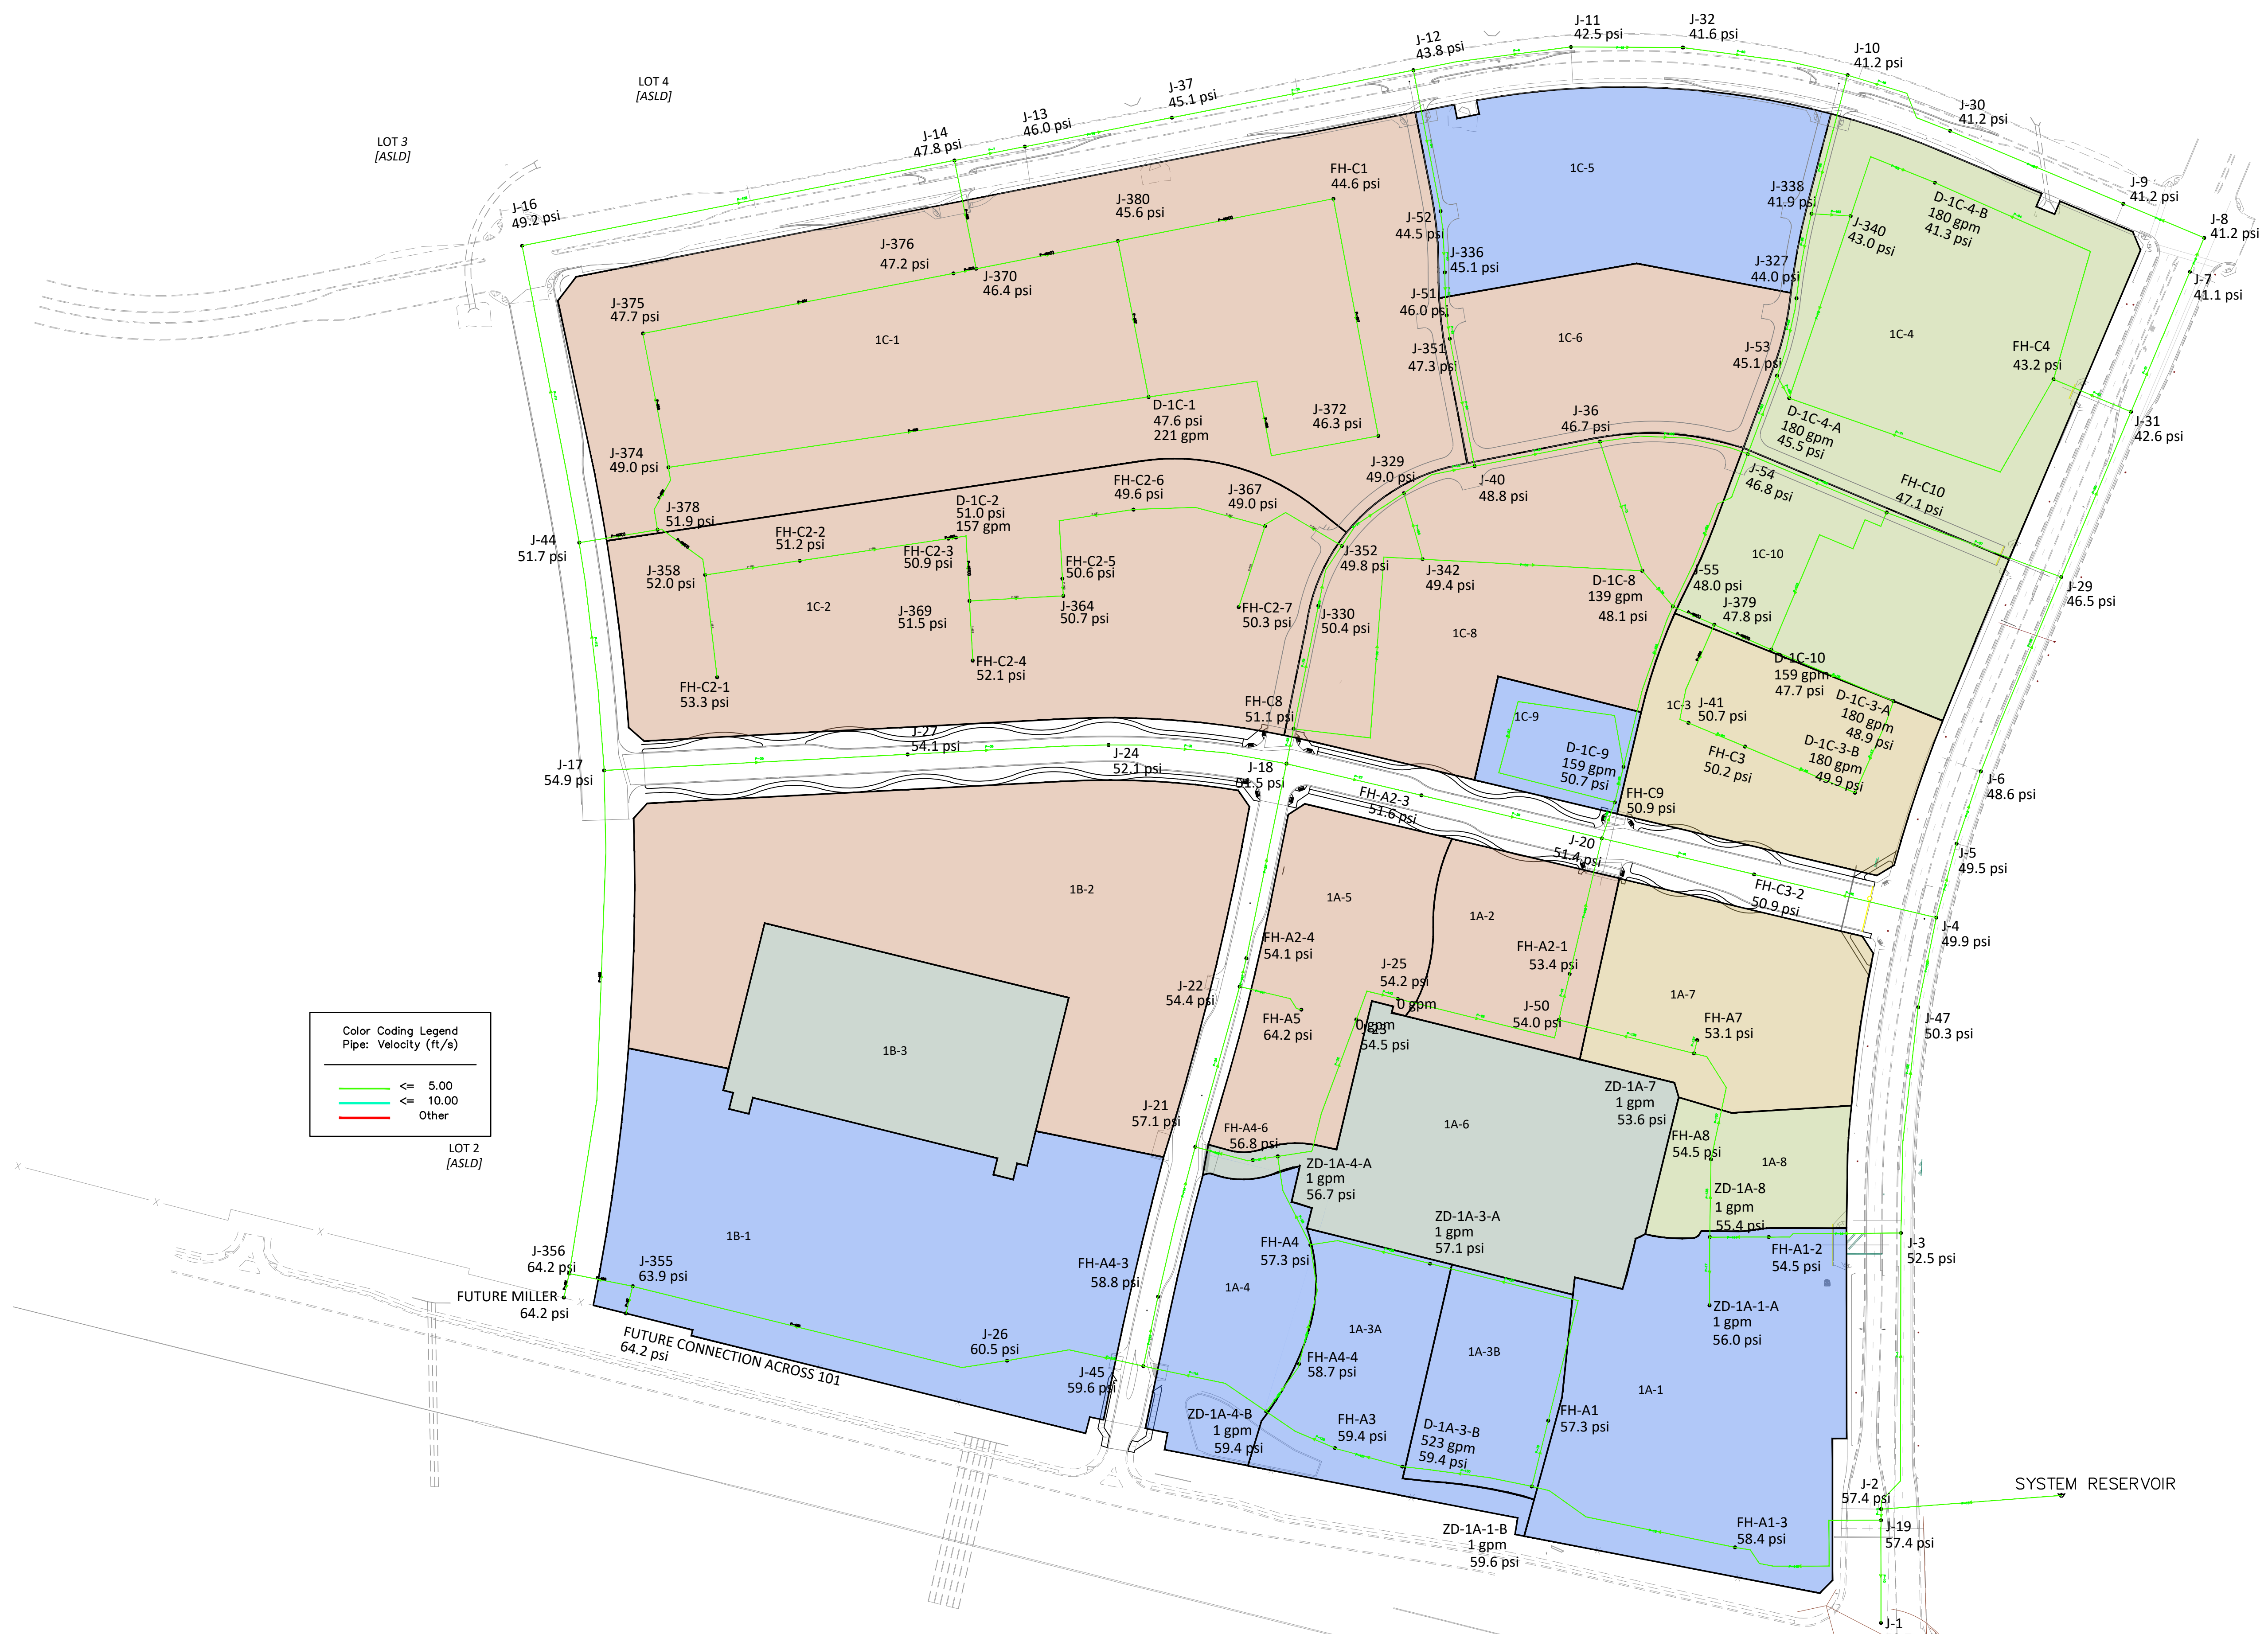 J-11
42.5 psi
J-32
41.6 psi
J-12
43.8 psi
J-10
41.2 psi
LOT 4
[ASLD]
J-37
45.1 psi
J-30
41.2 psi
J-13
46.0 psi
J-14
47.8 psi
LOT 3
[ASLD]
FH-C1
44.6 psi
1C-5
J-338
41.9 psi
D-1C-4-B
180 gpm
41.3 psi
J-9
41.2 psi
J-16
49.2 psi
J-380
45.6 psi
J-52
44.5 psi
J-340
43.0 psi
J-8
41.2 psi
J-376
47.2 psi
J-370
46.4 psi
J-336
45.1 psi
J-327
44.0 psi
J-7
41.1 psi
J-375
47.7 psi
1C-1
J-51
46.0 psi
1C-6
1C-4
J-351
47.3 psi
J-53
45.1 psi
FH-C4
43.2 psi
D-1C-1
47.6 psi
221 gpm
J-372
46.3 psi
J-36
46.7 psi
D-1C-4-A
180 gpm
45.5 psi
J-31
42.6 psi
J-374
49.0 psi
J-329
49.0 psi
J-40
48.8 psi
J-54
46.8 psi
FH-C10
47.1 psi
J-378
51.9 psi
D-1C-2
51.0 psi
157 gpm
FH-C2-6
49.6 psi
J-367
49.0 psi
J-44
51.7 psi
FH-C2-2
51.2 psi
FH-C2-3
50.9 psi
FH-C2-5
50.6 psi
J-352
49.8 psi
J-342
49.4 psi
1C-10
J-358
52.0 psi
1C-2
J-369
51.5 psi
J-364
50.7 psi
FH-C2-7
50.3 psi
J-330
50.4 psi
D-1C-8
139 gpm
48.1 psi
J-55
48.0 psi
J-379
47.8 psi
J-29
46.5 psi
1C-8
FH-C2-4
52.1 psi
FH-C2-1
53.3 psi
D-1C-10
159 gpm
47.7 psi
FH-C8
51.1 psi
1C-9
1C-3
J-41
50.7 psi
D-1C-3-A
180 gpm
48.9 psi
J-27
54.1 psi
J-24
52.1 psi
D-1C-9
159 gpm
50.7 psi
FH-C3
50.2 psi
D-1C-3-B
180 gpm
49.9 psi
J-17
54.9 psi
J-18
51.5 psi
FH-A2-3
51.6 psi
FH-C9
50.9 psi
J-6
48.6 psi
J-20
51.4 psi
J-5
49.5 psi
1B-2
1A-5
1A-2
FH-C3-2
50.9 psi
J-4
49.9 psi
FH-A2-4
54.1 psi
FH-A2-1
53.4 psi
J-22
54.4 psi
J-25
54.2 psi
0 gpm
1A-7
J-47
50.3 psi
FH-A5
64.2 psi
0 gpm
54.5 psi
J-50
54.0 psi
FH-A7
53.1 psi
Color Coding Legend
Pipe: Velocity (ft/s)
<= 5.00
<= 10.00
Other
1B-3
ZD-1A-7
1 gpm
53.6 psi
J-21
57.1 psi
FH-A4-6
56.8 psi
1A-6
FH-A8
54.5 psi
1A-8
LOT 2
[ASLD]
ZD-1A-4-A
1 gpm
56.7 psi
ZD-1A-8
1 gpm
55.4 psi
1B-1
ZD-1A-3-A
1 gpm
57.1 psi
J-356
64.2 psi
J-355
63.9 psi
FH-A4-3
58.8 psi
FH-A4
57.3 psi
FH-A1-2
54.5 psi
J-3
52.5 psi
FUTURE MILLER
64.2 psi
1A-4
ZD-1A-1-A
1 gpm
56.0 psi
FUTURE CONNECTION ACROSS 101
64.2 psi
J-26
60.5 psi
1A-3A
1A-3B
J-45
59.6 psi
FH-A4-4
58.7 psi
1A-1
ZD-1A-4-B
1 gpm
59.4 psi
FH-A3
59.4 psi
D-1A-3-B
523 gpm
59.4 psi
FH-A1
57.3 psi
J-2
57.4 psi
SYSTEM RESERVOIR
ZD-1A-1-B
1 gpm
59.6 psi
FH-A1-3
58.4 psi
J-19
57.4 psi
J-1